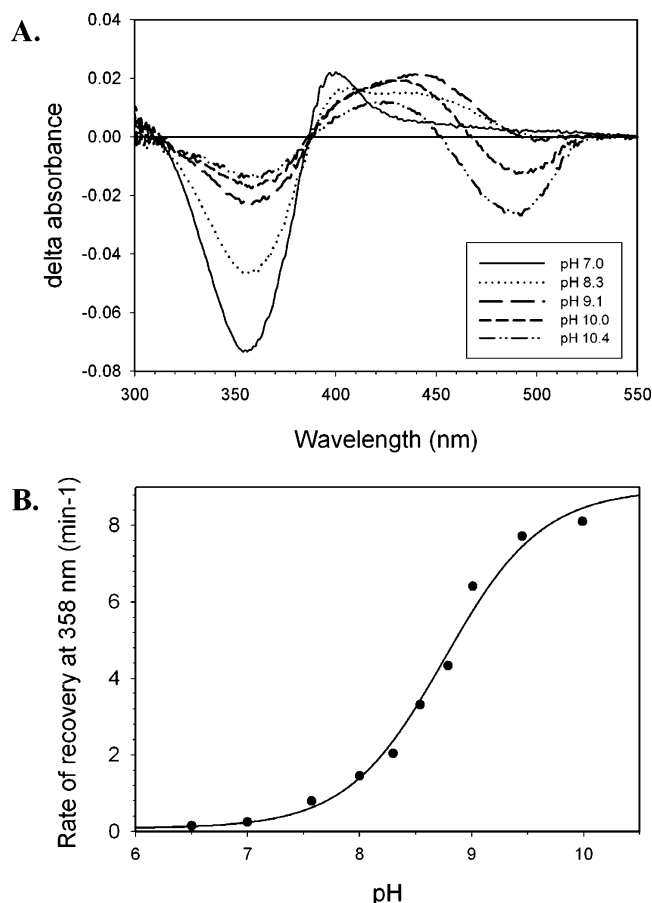 A.
delta absorbance
0.04
0.02
0.00
-0.02
-0.04
-0.06
-0.08
pH 7.0
pH 8.3
pH 9.1
pH 10.0
pH 10.4
300 350 400 450 500 550
Wavelength (nm)
B.
Rate of recovery at 358 nm (min-1)
8
6
4
2
0
6 7 8 9 10
pH